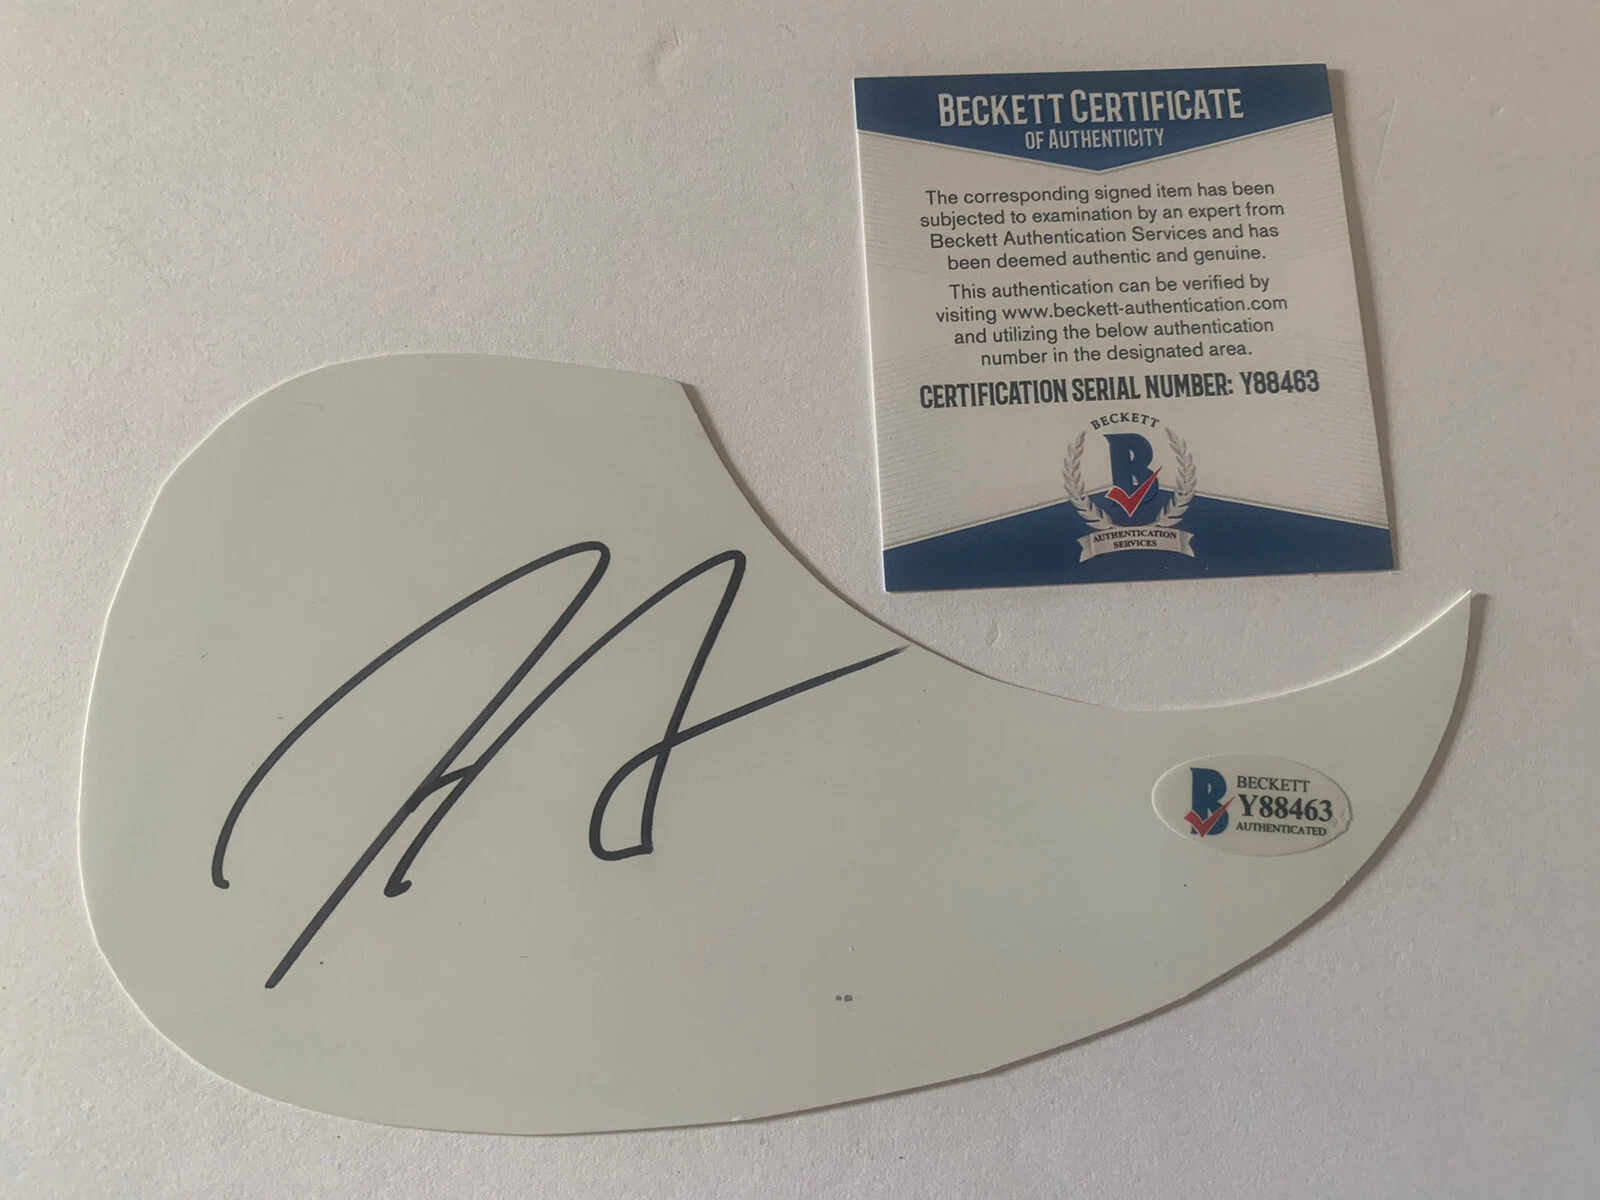 BECKETT CERTIFICATE
OF AUTHENTICITY
The corresponding signed item has been
subjected to examination by an expert from
Beckett Authentication Services and has
been deemed authentic and genuine.
This authentication can be verified by
visiting www.beckett-authentication.com
and utilizing the below authentication
number in the designated area.
CERTIFICATION SERIAL NUMBER: Y88463
BECKETT
B
AUTHENTICATION
SERVICES
B
BECKETT
Y88463
AUTHENTICATED